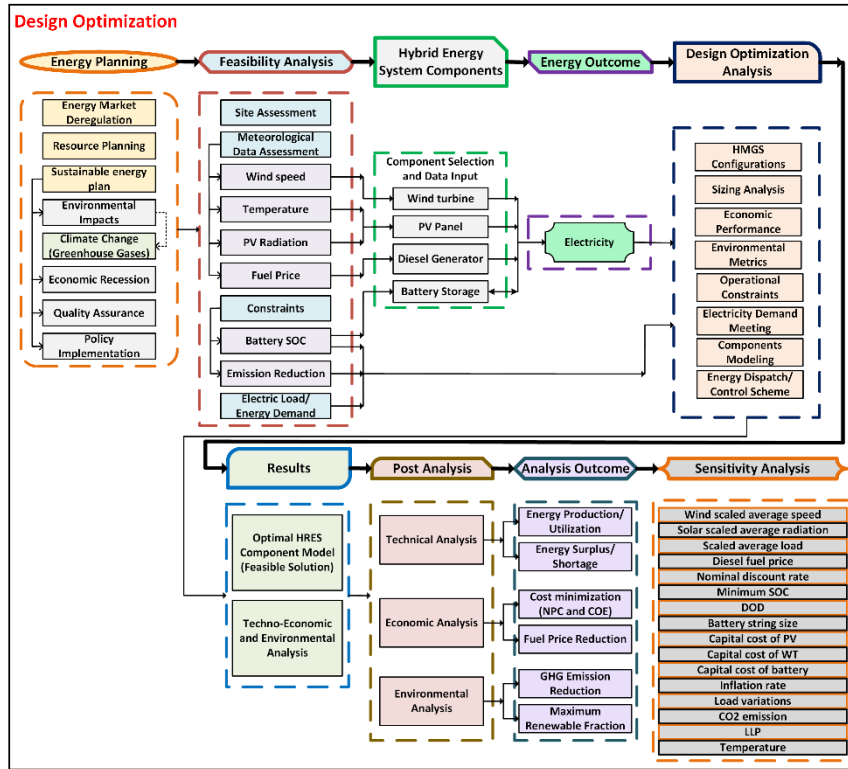 Design Optimization
Energy Planning
Feasibility Analysis
Hybrid Energy
System Components
Energy Outcome
Design Optimization
Analysis
Energy Market
Deregulation
Resource Planning
Sustainable energy
plan
Environmental
Impacts
Climate Change
(Greenhouse Gases)
Economic Recession
Quality Assurance
Policy
Implementation
Site Assessment
Meteorological
Data Assessment
Wind speed
Temperature
PV Radiation
Fuel Price
Constraints
Battery SOC
Emission Reduction
Electric Load/
Energy Demand
Component Selection
and Data Input
Wind turbine
PV Panel
Diesel Generator
Battery Storage
Electricity
HMGS
Configurations
Sizing Analysis
Economic
Performance
Environmental
Metrics
Operational
Constraints
Electricity Demand
Meeting
Components
Modeling
Energy Dispatch/
Control Scheme
Results
Post Analysis
Analysis Outcome
Sensitivity Analysis
Optimal HRES
Component Model
(Feasible Solution)
Techno-Economic
and Environmental
Analysis
Technical Analysis
Economic Analysis
Environmental
Analysis
Energy Production/
Utilization
Energy Surplus/
Shortage
Cost minimization
(NPC and COE)
Fuel Price Reduction
GHG Emission
Reduction
Maximum
Renewable Fraction
Wind scaled average speed
Solar scaled average radiation
Scaled average load
Diesel fuel price
Nominal discount rate
Minimum SOC
DOD
Battery string size
Capital cost of PV
Capital cost of WT
Capital cost of battery
Inflation rate
Load variations
CO2 emission
LLP
Temperature